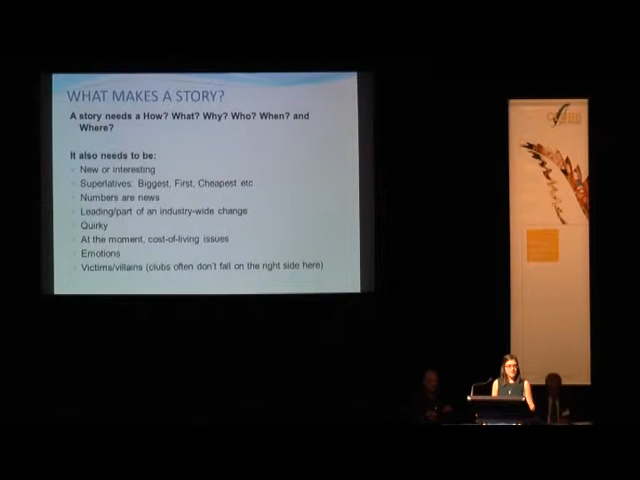 WHAT MAKES A STORY?
A story needs a How? What? Why? Who? When? and
Where?
It also needs to be:
New or interesting
Superlatives: Biggest, First, Cheapest etc
Numbers are news
Leading/part of an industry-wide change
Quirky
At the moment, cost-of-living issues
Emotions
Victims/villains (clubs often don't fall on the right side here)